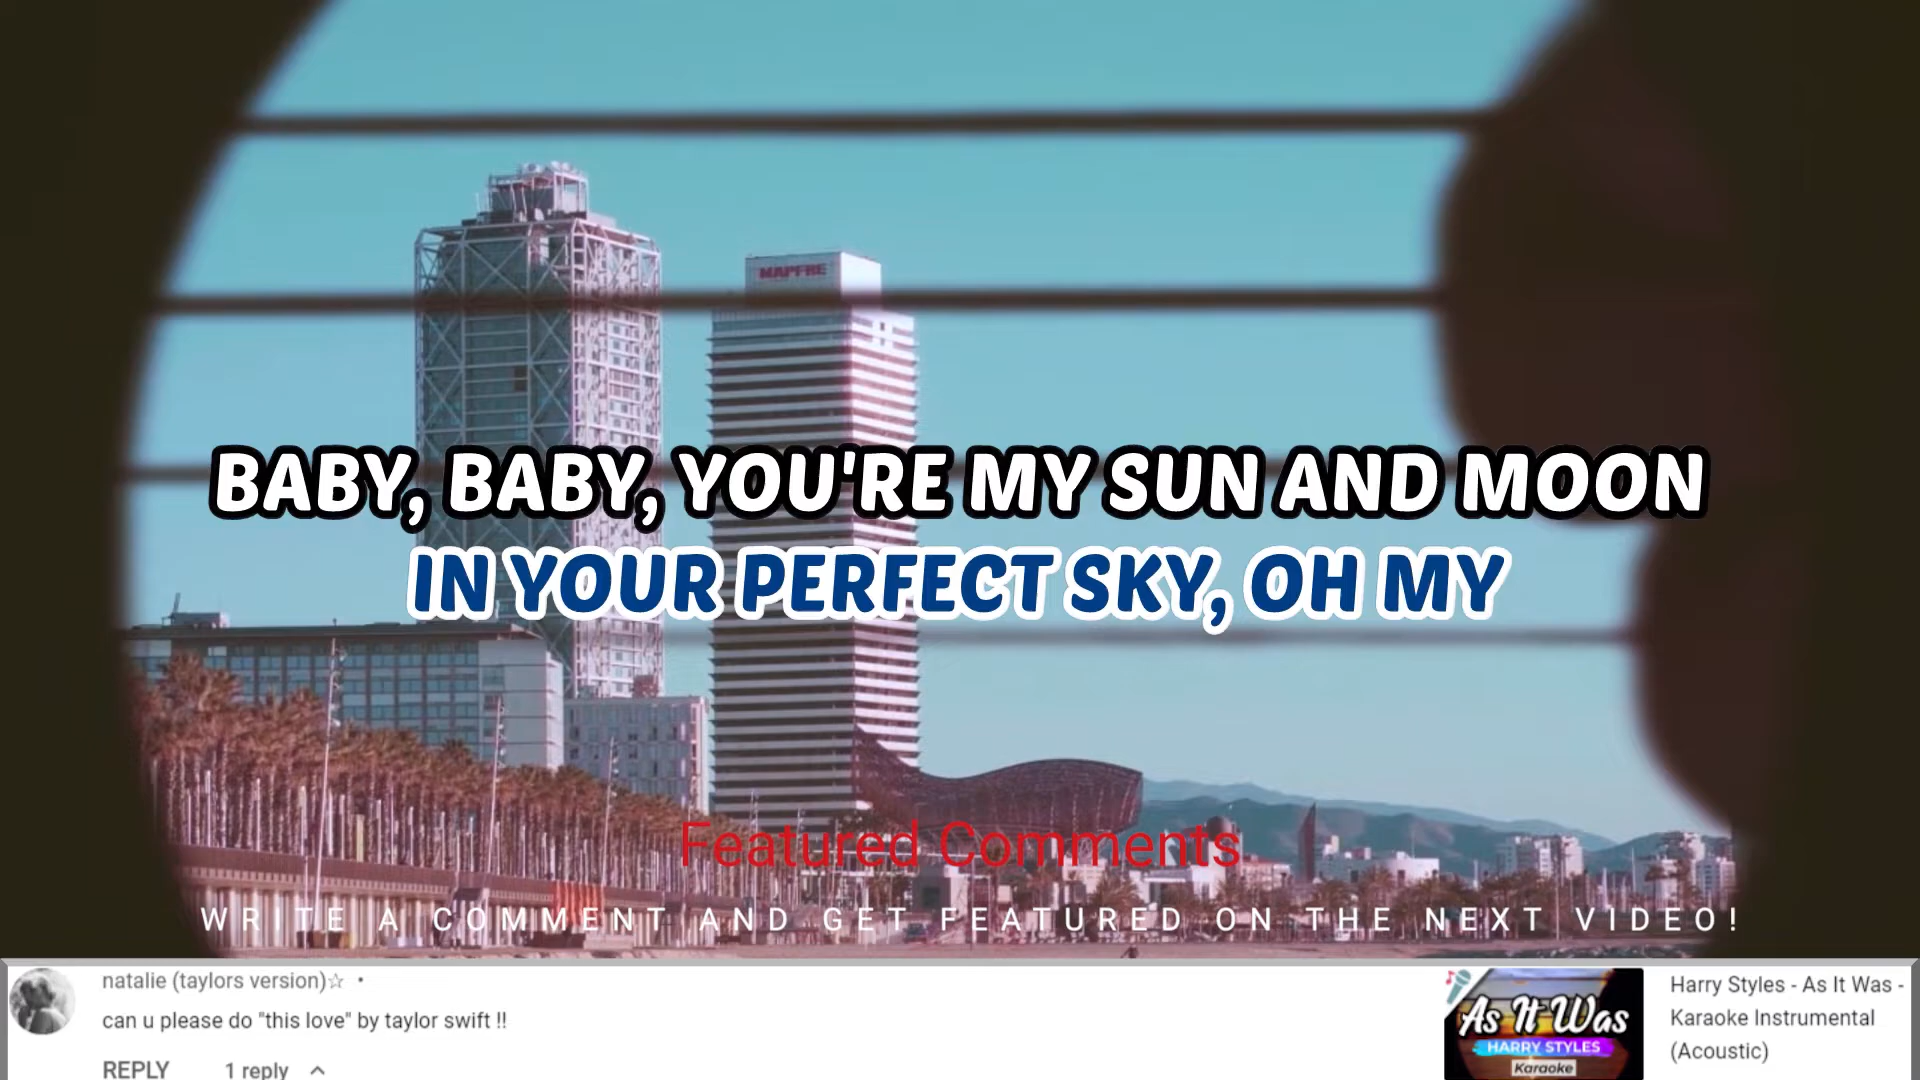 MAPFRE
BABY, BABY, YOU'RE MY SUN AND MOON
IN YOUR PERFECT SKY, OH MY
Featured Comments
WRITE A COMMENT AND GET FEATURED ON THE NEXT VIDEO!
natalie (taylors version)☆ •
can u please do "this love" by taylor swift !!
REPLY 1 reply
As It Was
HARRY STYLES
Karaoke
Harry Styles - As It Was -
Karaoke Instrumental
(Acoustic)